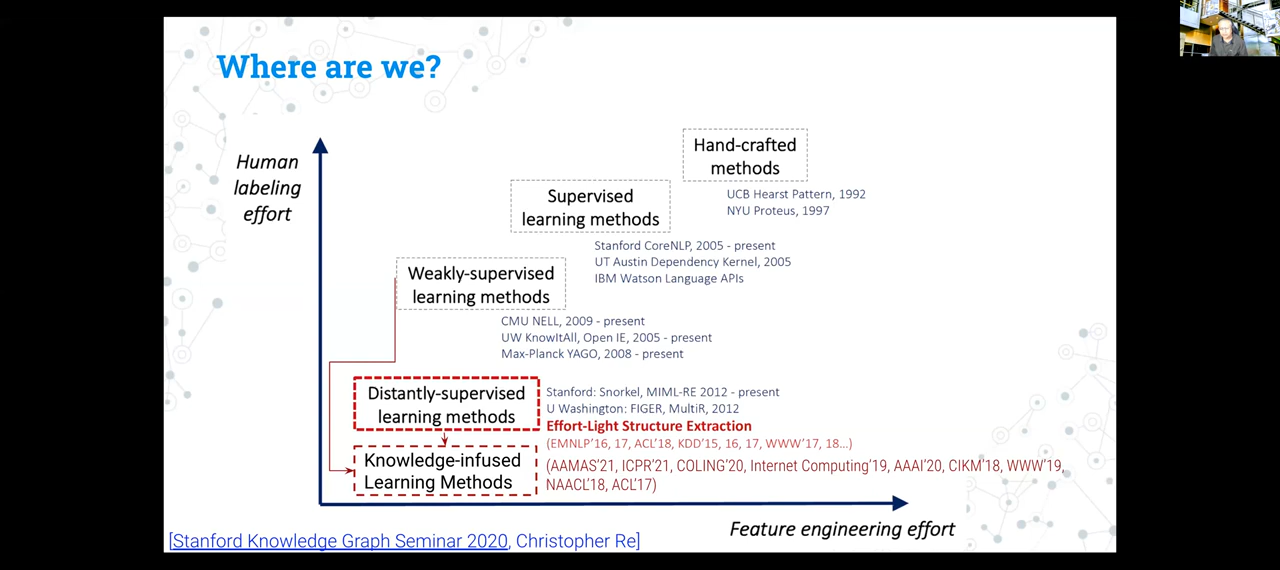 Where are we?
Human
labeling
effort
Hand-crafted
methods
UCB Hearst Pattern, 1992
NYU Proteus, 1997
Supervised
learning methods
Stanford CoreNLP, 2005 - present
UT Austin Dependency Kernel, 2005
IBM Watson Language APIs
Weakly-supervised
learning methods
CMU NELL, 2009 - present
UW KnowItAll, Open IE, 2005 - present
Max-Planck YAGO, 2008 - present
Distantly-supervised
learning methods
Stanford: Snorkel, MIML-RE 2012 - present
U Washington: FIGER, MultiR, 2012
Effort-Light Structure Extraction
(EMNLP'16, 17, ACL'18, KDD'15, 16, 17, WWW'17, 18...)
Knowledge-infused
Learning Methods
(AAMAS'21, ICPR'21, COLING'20, Internet Computing'19, AAAI'20, CIKM'18, WWW'19,
NAACL'18, ACL'17)
Feature engineering effort
[Stanford Knowledge Graph Seminar 2020, Christopher Re]